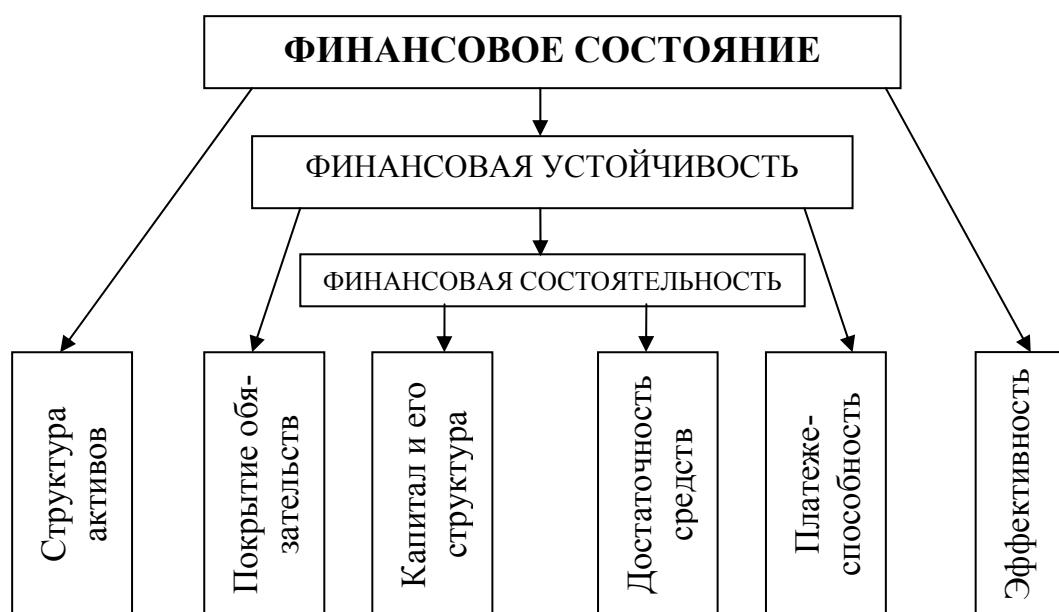 ФИНАНСОВОЕ СОСТОЯНИЕ
ФИНАНСОВАЯ УСТОЙЧИВОСТЬ
ФИНАНСОВАЯ СОСТОЯТЕЛЬНОСТЬ
Структура
активов
Покрытие обя-
зательств
Капитал и его
структура
Достаточность
средств
Платеже-
способность
Эффективность